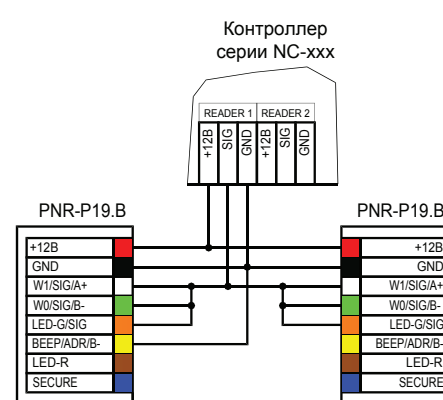 Контроллер
серии NC-xxx
READER 1 READER 2
+12В SIG GND +12В SIG GND
PNR-P19.B PNR-P19.B
+12В +12В
GND GND
W1/SIG/A+ W1/SIG/A+
W0/SIG/B- W0/SIG/B-
LED-G/SIG LED-G/SIG
BEEP/ADR/B- BEEP/ADR/B-
LED-R LED-R
SECURE SECURE